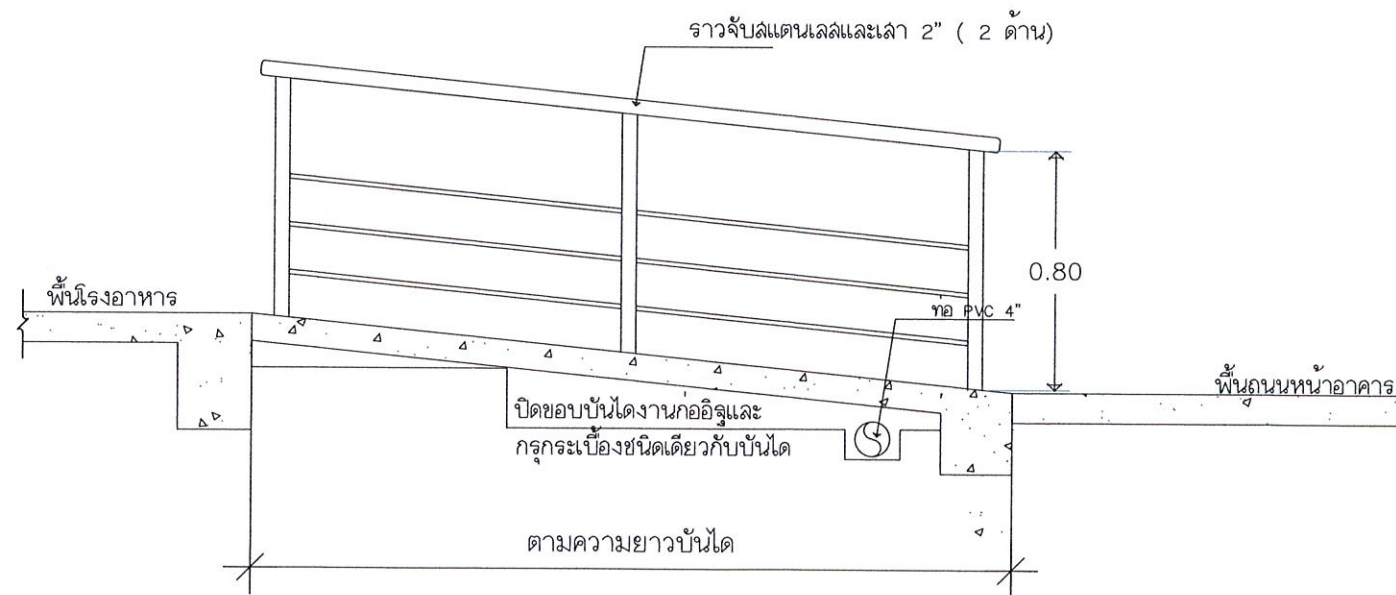 ราวจับสแตนเลสและเสา 2" ( 2 ด้าน)
0.80
พื้นโรงอาหาร
ท่อ PVC 4"
พื้นถนนหน้าอาคาร
ปิดขอบบันไดงานก่ออิฐและ
กรุกระเบื้องชนิดเดียวกับบันได
ตามความยาวบันได